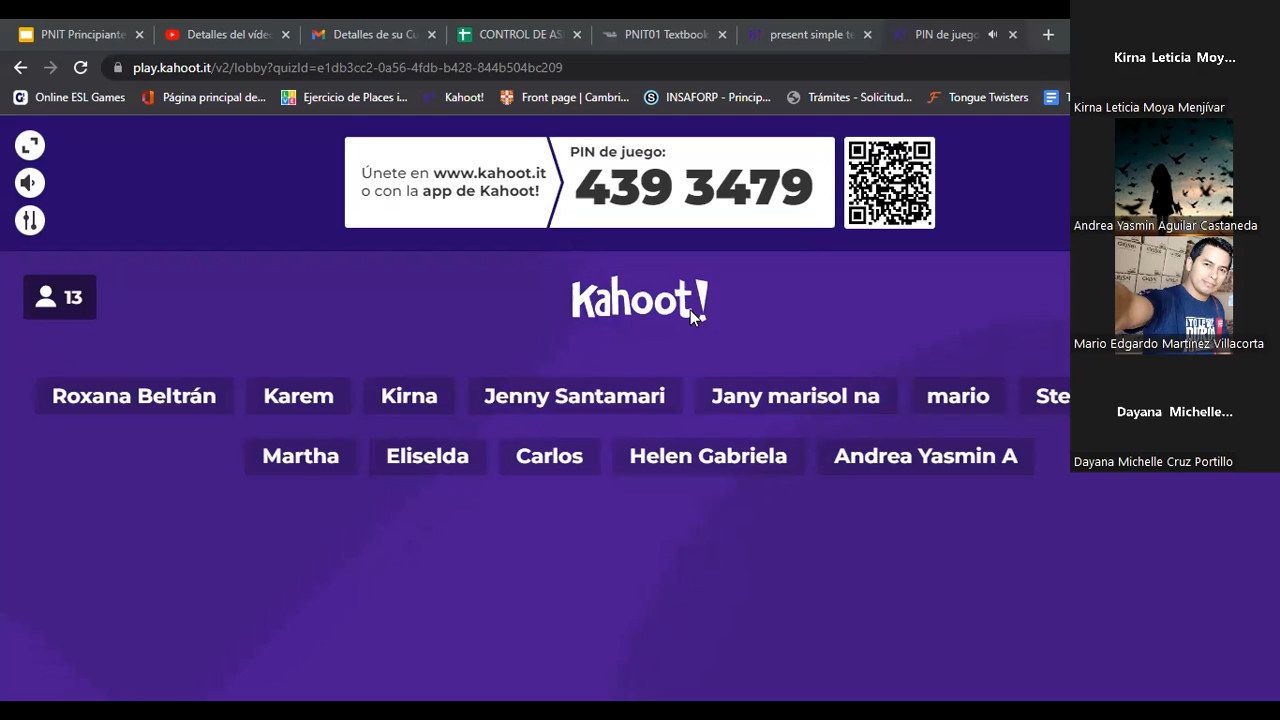 PNIT Principiante
Detalles del vídeo
Detalles de su Cu
CONTROL DE AS
PNIT01 Textbook
present simple te
PIN de juego
play.kahoot.it/v2/lobby?quizId=e1db3cc2-0a56-4fdb-b428-844b504bc209
Online ESL Games
Página principal de...
Ejercicio de Places i...
Kahoot!
Front page | Cambri...
INSAFORP - Princip...
Trámites - Solicitud...
Tongue Twisters
Únete en www.kahoot.it
o con la app de Kahoot!
PIN de juego:
439 3479
13
Kahoot!
Roxana Beltrán
Karem
Kirna
Jenny Santamari
Jany marisol na
mario
Ste
Martha
Eliselda
Carlos
Helen Gabriela
Andrea Yasmin A
Kirna Leticia Moy...
Kirna Leticia Moya Menjívar
Andrea Yasmin Aguilar Castaneda
Mario Edgardo Martinez Villacorta
Dayana Michelle...
Dayana Michelle Cruz Portillo